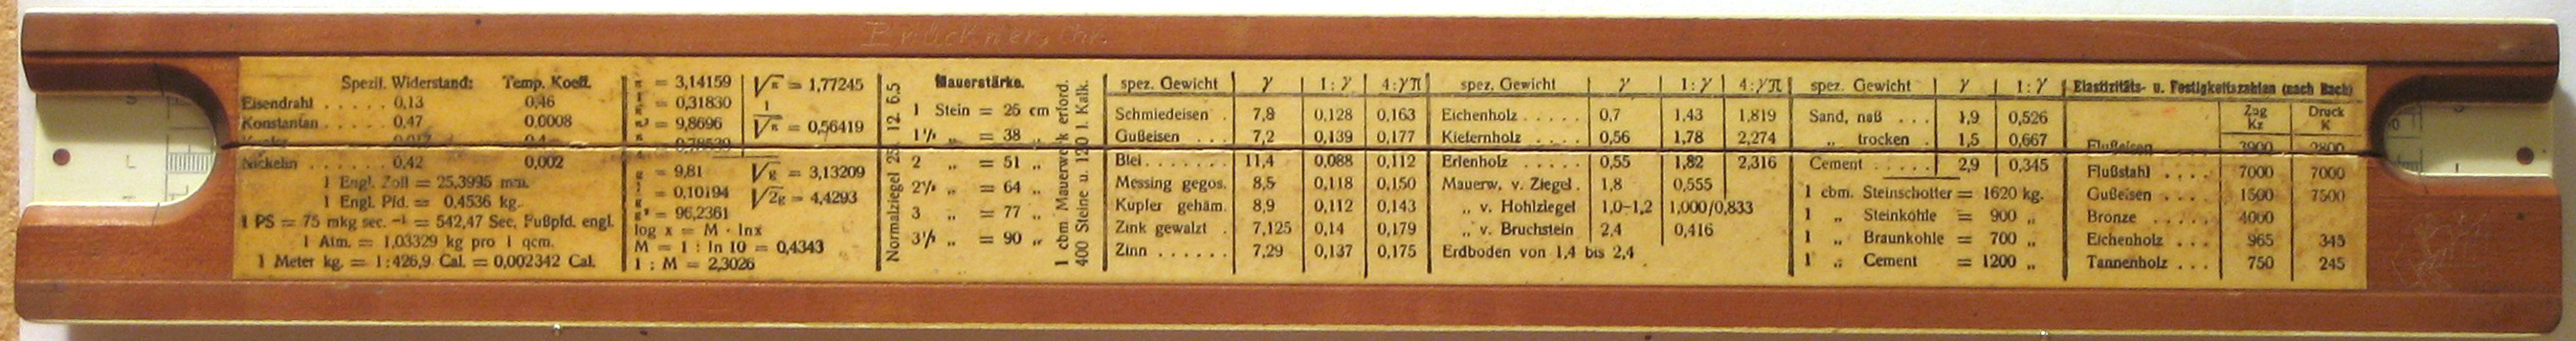 Brückner, Chr.
Spezif. Widerstand: Temp. Koeff.
Eisendraht . . . . . 0,13 0,46
Konstantan . . . . . 0,47 0,0008
Nickelin . . . . . 0,42 0,002
1 Engl. Zoll = 25,3995 mm.
1 Engl. Pfd. = 0,4536 kg.
1 PS = 75 mkg sec. —¹ = 542,47 Sec. Fußpfd. engl.
1 Atm. = 1,03329 kg pro 1 qcm.
1 Meter kg. = 1:426,9 Cal. = 0,002342 Cal.
π = 3,14159
1/π = 0,31830
π² = 9,8696
g = 9,81
1/g = 0,10194
g² = 96,2361
log x = M · lnx
M = 1 : ln 10 = 0,4343
1 : M = 2,3026
√π = 1,77245
1/√π = 0,56419
√g = 3,13209
√2g = 4,4293
Normalziegel 25. 12. 6.5
Mauerstärke.
1 Stein = 25 cm
1½ „ = 38 „
2 „ = 51 „
2½ „ = 64 „
3 „ = 77 „
3½ „ = 90 „
1 cbm. Mauerwerk erford.
400 Steine u. 120 l. Kalk.
spez. Gewicht γ 1:γ 4:γπ
Schmiedeisen . 7,8 0,128 0,163
Gußeisen . . . 7,2 0,139 0,177
Blei . . . . . . . 11,4 0,088 0,112
Messing gegos. 8,5 0,118 0,150
Kupfer gehäm. 8,9 0,112 0,143
Zink gewalzt . 7,125 0,14 0,179
Zinn . . . . . . 7,29 0,137 0,175
spez. Gewicht γ 1:γ 4:γπ
Eichenholz . . . . . 0,7 1,43 1,819
Kiefernholz . . . . 0,56 1,78 2,274
Erlenholz . . . . . 0,55 1,82 2,316
Mauerw. v. Ziegel . 1,8 0,555
„ v. Hohlziegel 1,0-1,2 1,000/0,833
„ v. Bruchstein 2,4 0,416
Erdboden von 1,4 bis 2,4
spez. Gewicht γ 1:γ
Sand, naß . . . 1,9 0,526
„ trocken . 1,5 0,667
Cement . . . . . 2,9 0,345
1 cbm. Steinschotter = 1620 kg.
1 „ Steinkohle = 900 „
1 „ Braunkohle = 700 „
1 „ Cement = 1200 „
Elastizitäts- u. Festigkeitszahlen (nach Bach)
Zug Druck
Kz K
Flußeisen 3900 2800
Flußstahl . . . . 7000 7000
Gußeisen . . . . 1500 7500
Bronze . . . . . 4000
Eichenholz . . . 965 345
Tannenholz . . . 750 245